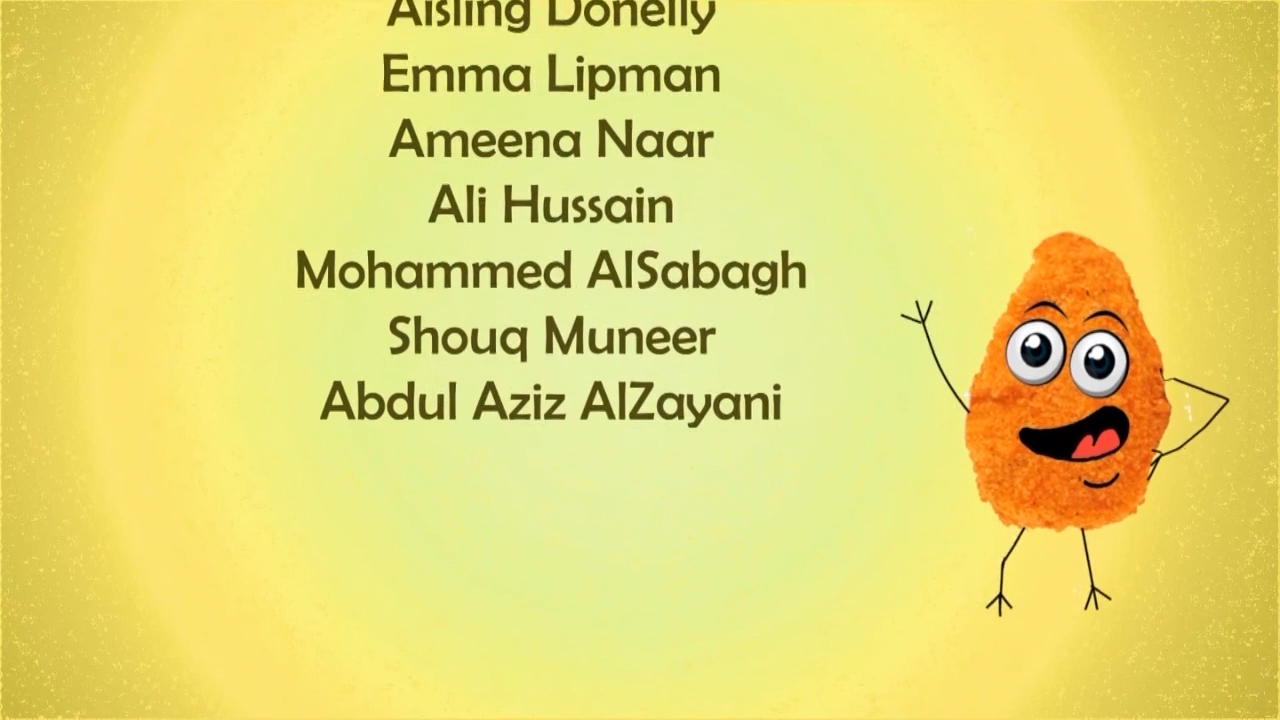 Aisling Donelly
Emma Lipman
Ameena Naar
Ali Hussain
Mohammed AlSabagh
Shouq Muneer
Abdul Aziz AlZayani